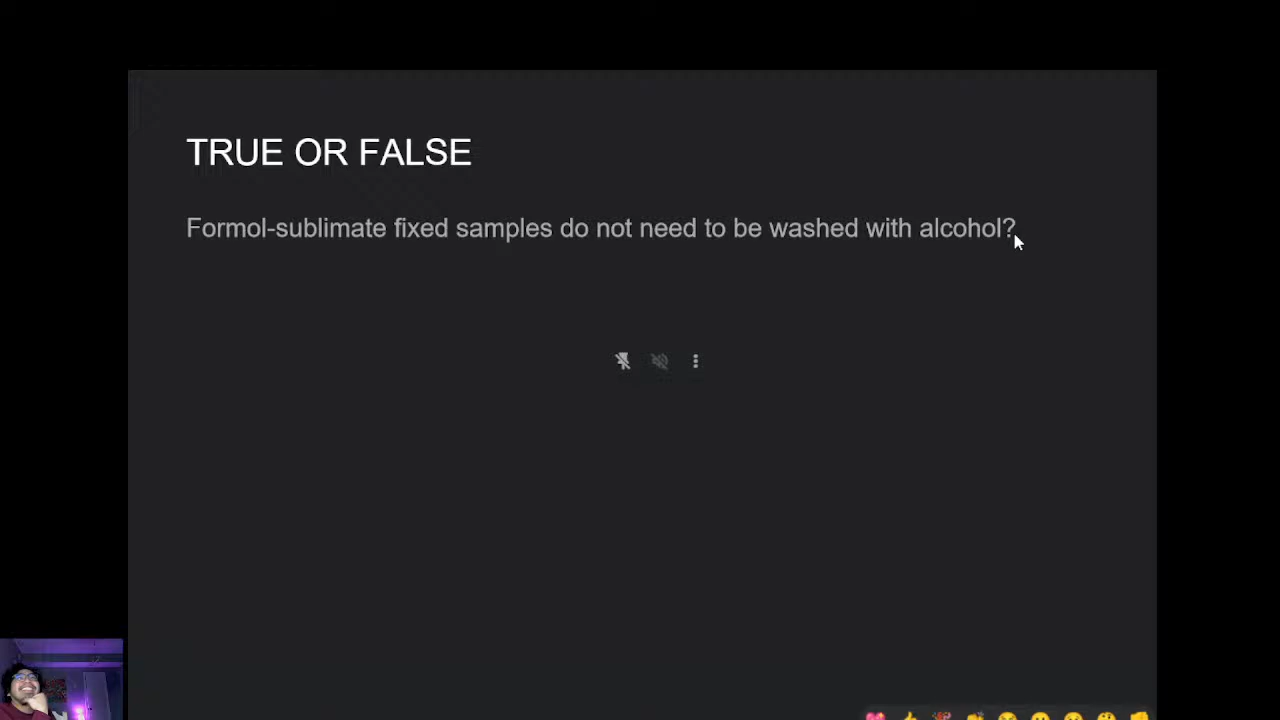 TRUE OR FALSE
Formol-sublimate fixed samples do not need to be washed with alcohol?